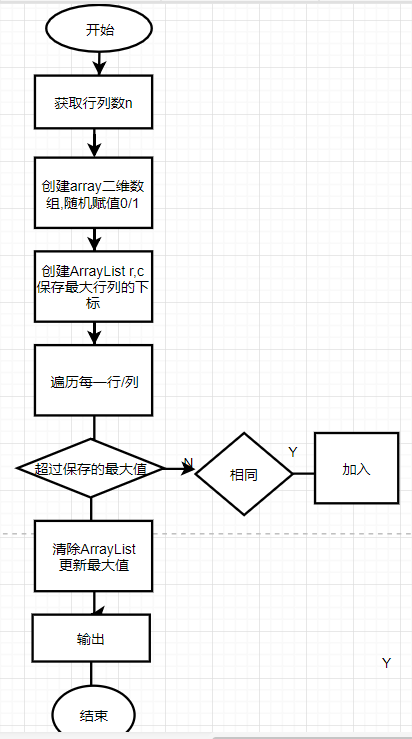 开始
获取行列数n
创建array二维数
组,随机赋值0/1
创建ArrayList r,c
保存最大行列的下
标
遍历每一行/列
超过保存的最大值
N
相同
Y
加入
清除ArrayList
更新最大值
输出
Y
结束